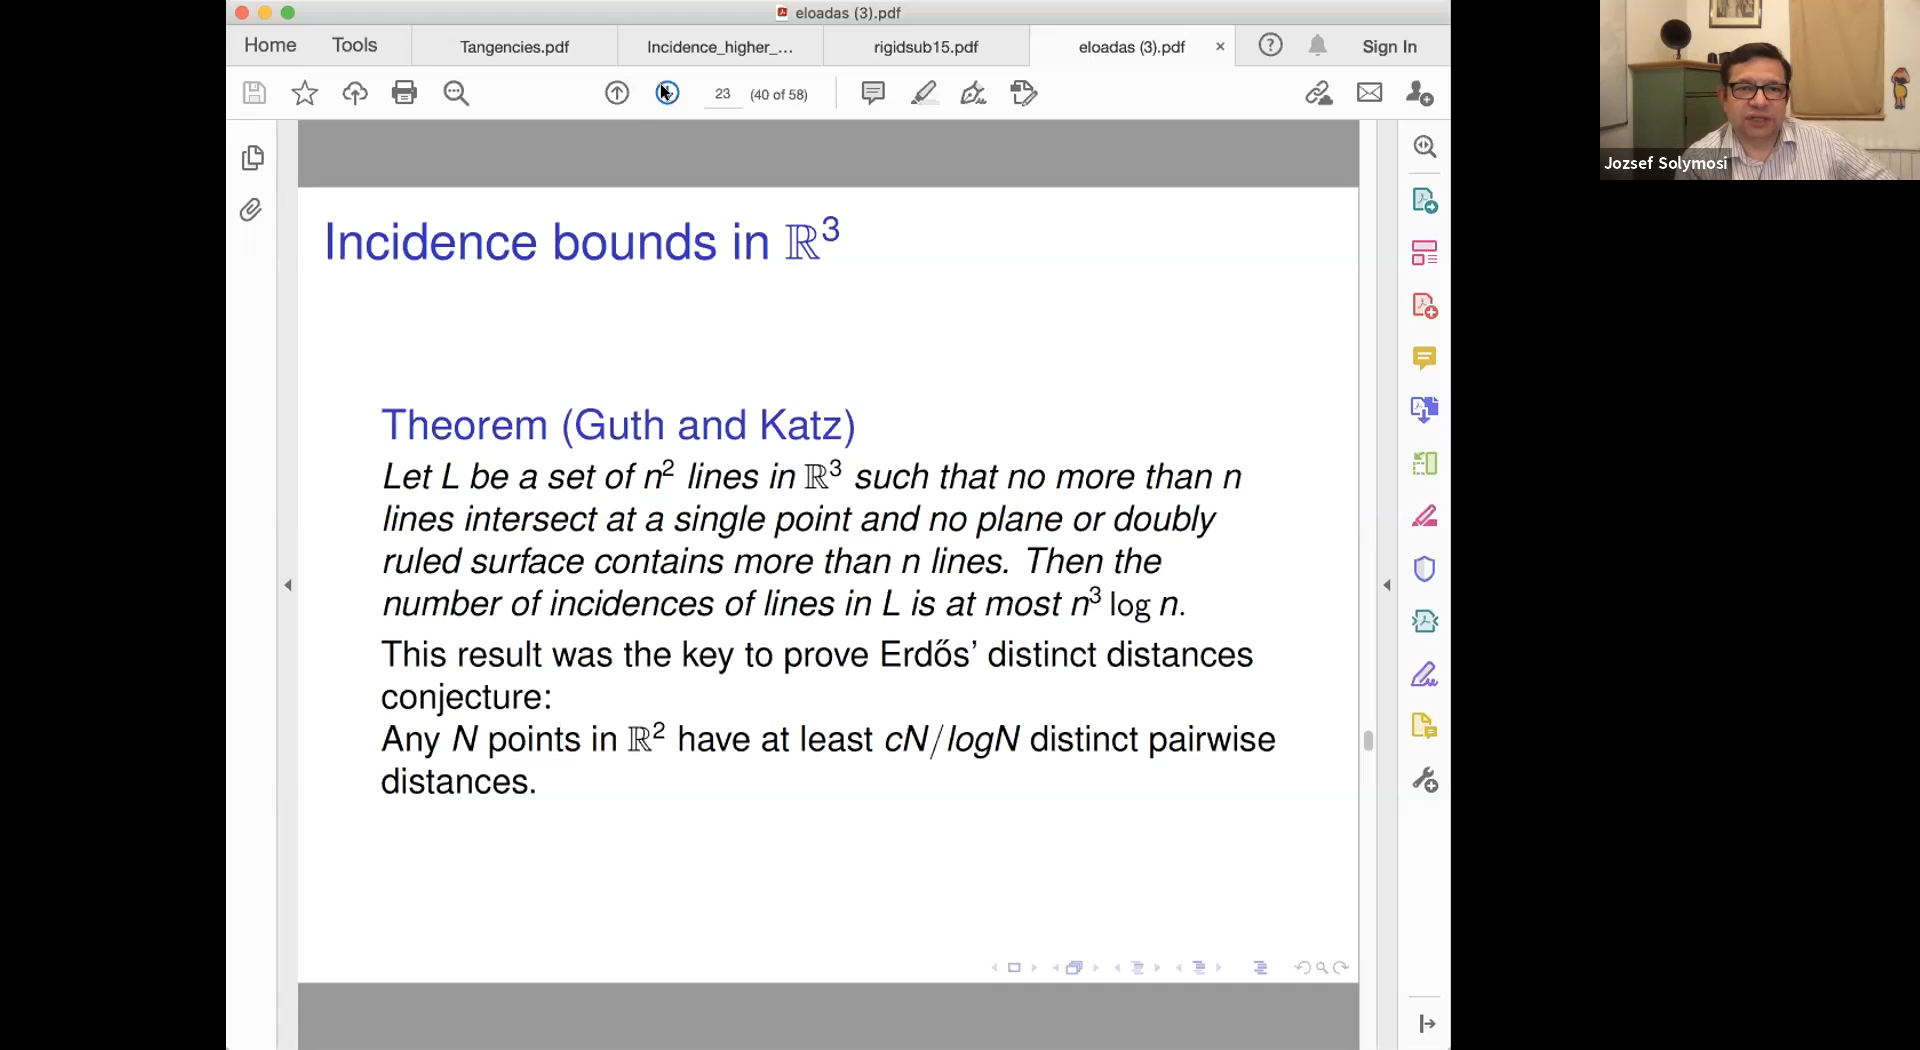 eloadas (3).pdf
Home Tools Tangencies.pdf Incidence_higher_... rigidsub15.pdf eloadas (3).pdf × Sign In
23 (40 of 58)
Jozsef Solymosi
Incidence bounds in ℝ³
Theorem (Guth and Katz)
Let L be a set of n² lines in ℝ³ such that no more than n
lines intersect at a single point and no plane or doubly
ruled surface contains more than n lines. Then the
number of incidences of lines in L is at most n³ log n.
This result was the key to prove Erdős’ distinct distances
conjecture:
Any N points in ℝ² have at least cN/logN distinct pairwise
distances.